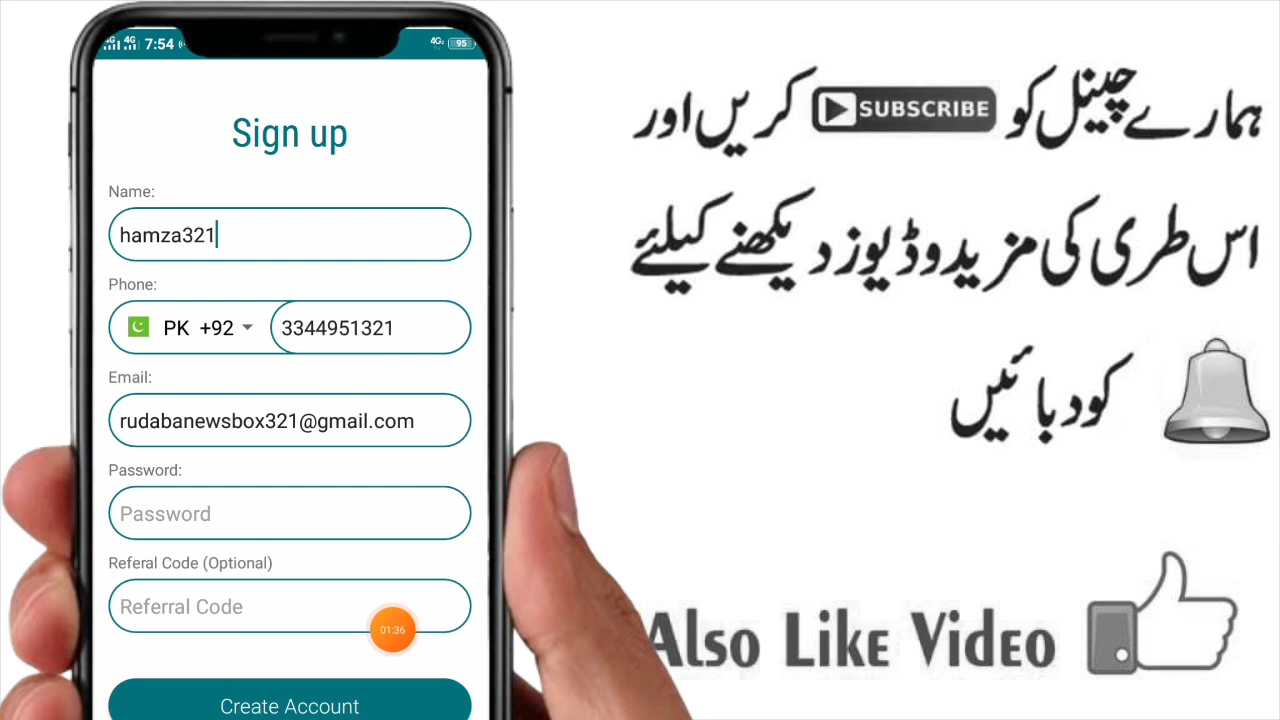 4G 4G 7:54 4G 95
Sign up
Name:
hamza321
Phone:
PK +92 3344951321
Email:
rudabanewsbox321@gmail.com
Password:
Password
Referal Code (Optional)
Referral Code
01:36
Create Account
ہمارے چینل کو SUBSCRIBE کریں اور
اس طری کی مزید وڈیوز دیکھنے کیلئے
کو دبائیں
Also Like Video